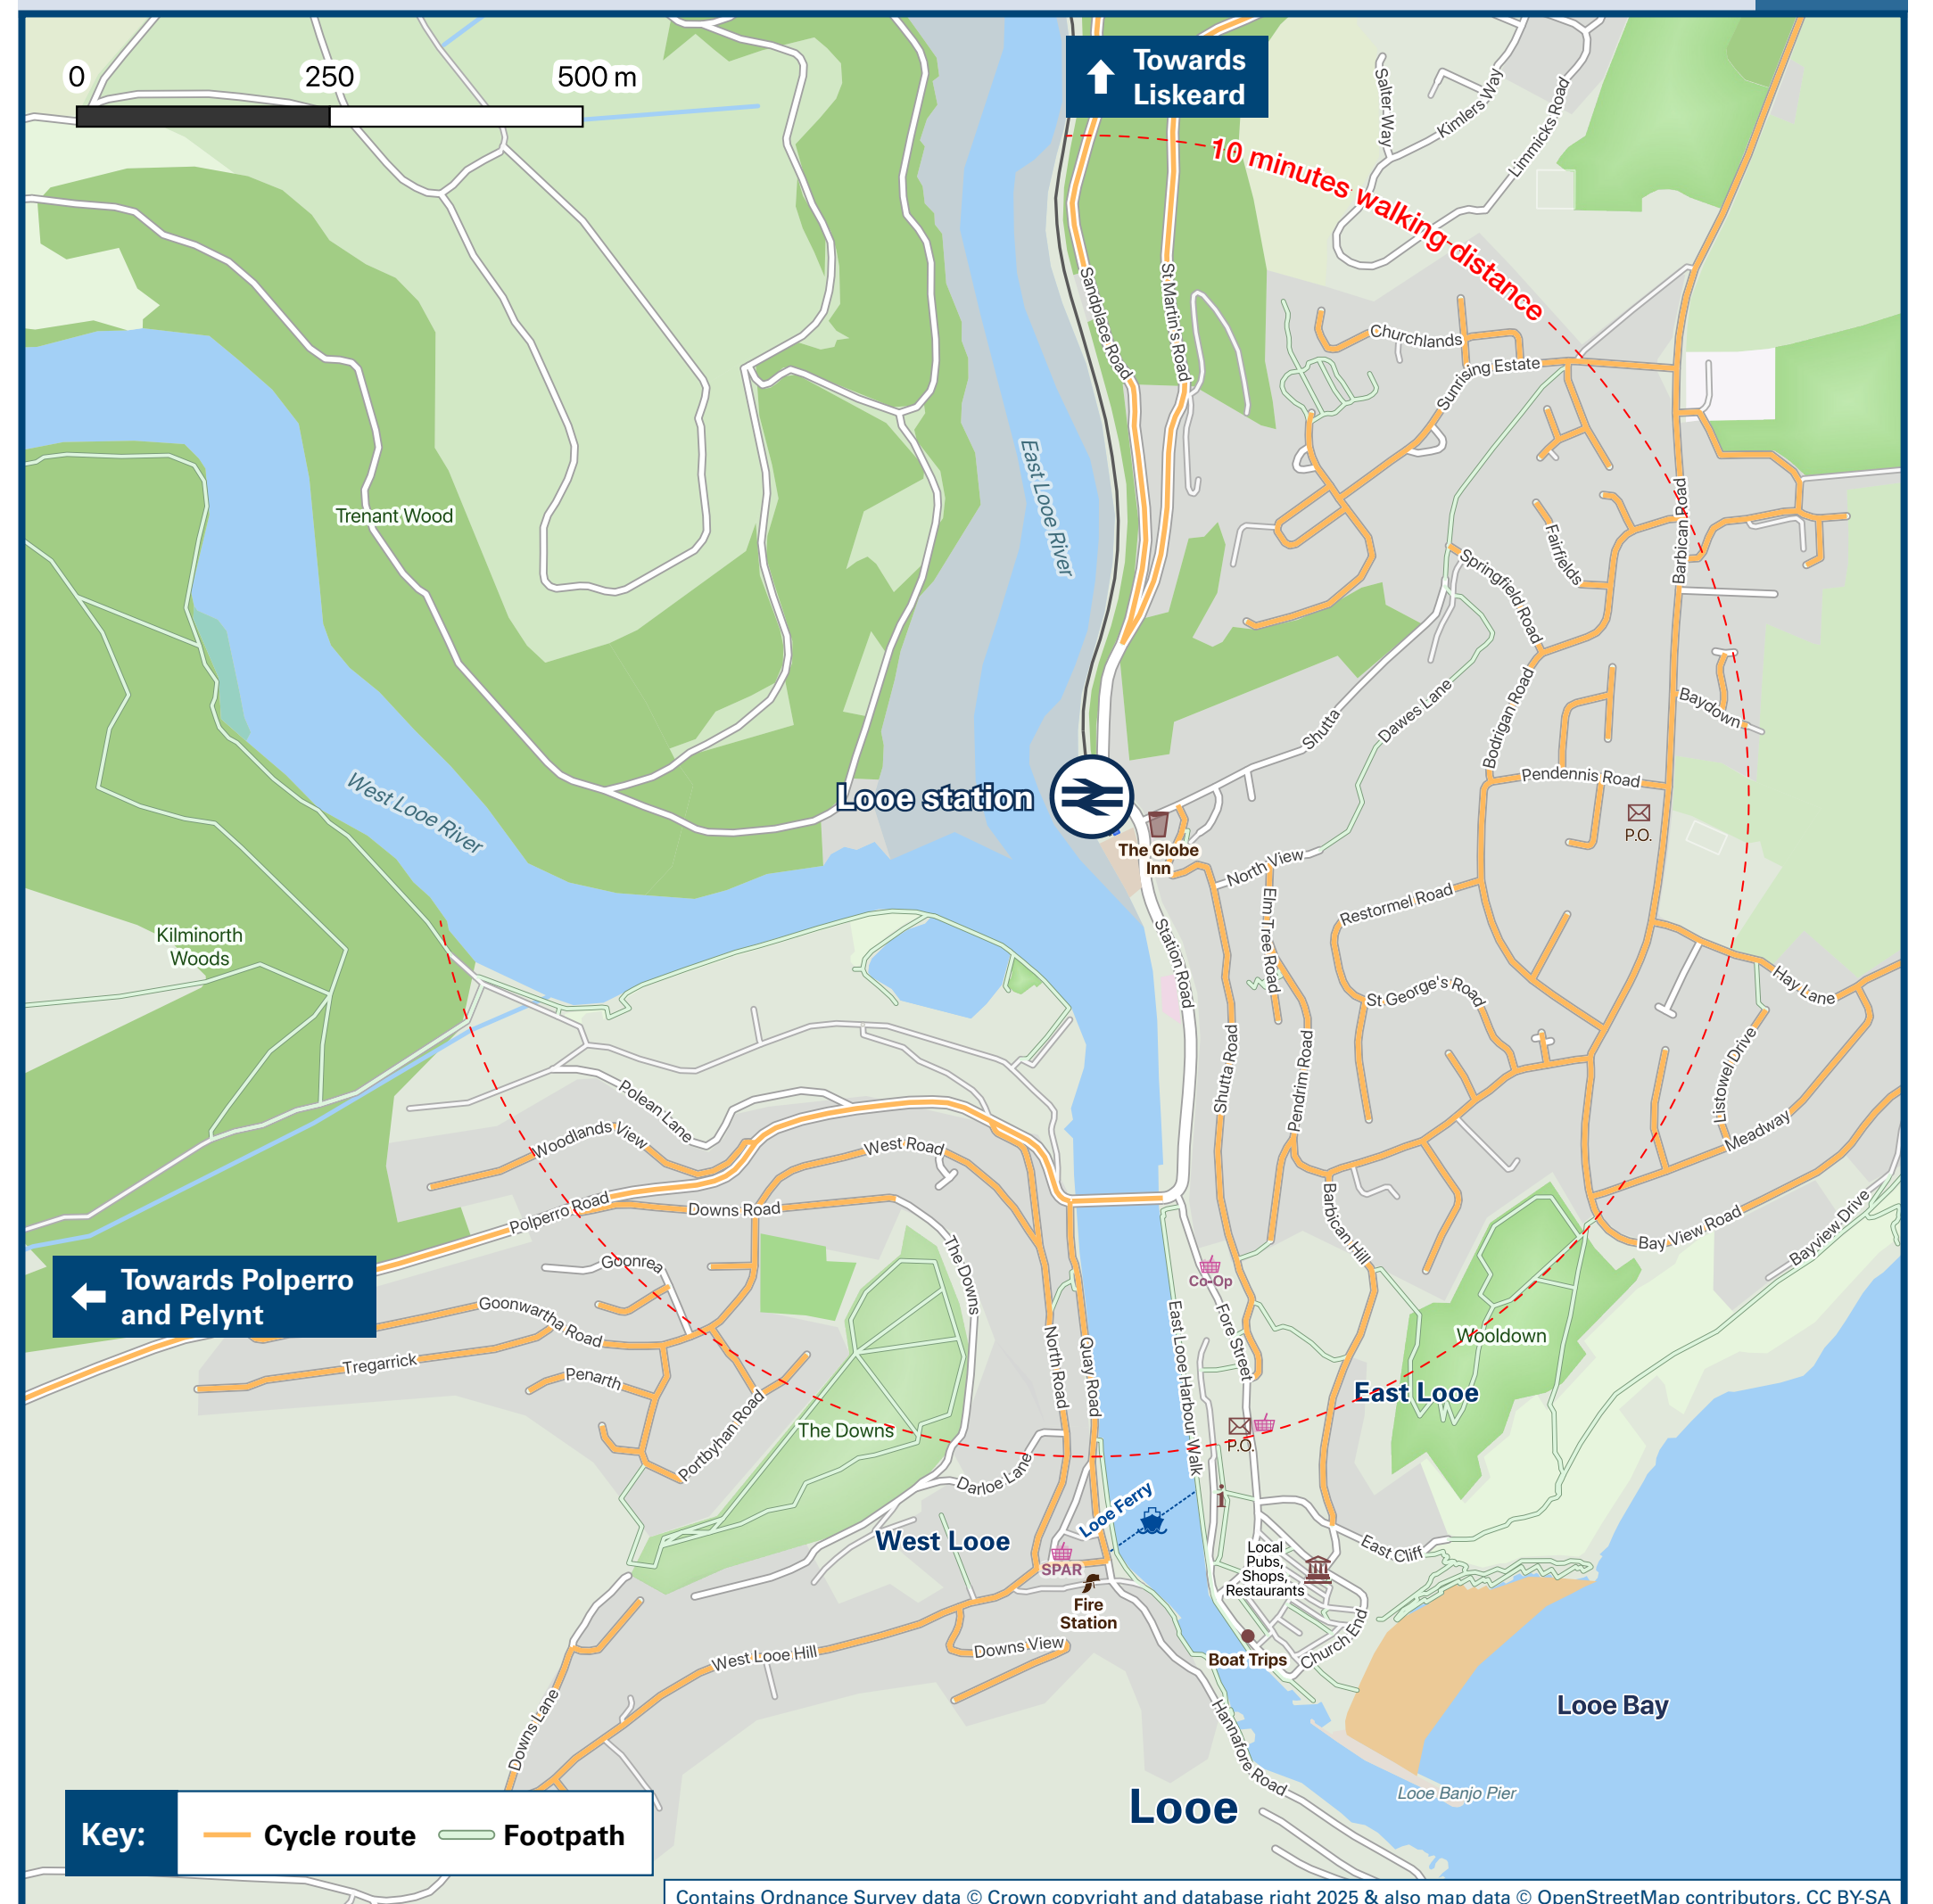 0 250 500 m
Towards
Liskeard
10 minutes walking distance
Salter Way
Kimlers Way
Limmicks Road
Sandplace Road
St Martin's Road
Churchlands
Sunrising Estate
East Looe River
Trenant Wood
Barbican Road
Fairfields
Springfield Road
Shutta
Dawes Lane
Bodrigan Road
Baydown
Pendennis Road
P.O.
West Looe River
Looe station
The Globe
Inn
North View
Elm Tree Road
Restormel Road
Kilminorth
Woods
Station Road
St George's Road
Hay Lane
Shutta Road
Pendrim Road
Listowel Drive
Meadway
Polean Lane
Woodlands View
West Road
Polperro Road
Downs Road
Barbican Hill
Bay View Road
Bayview Drive
Goonrea
The Downs
Co-Op
Towards Polperro
and Pelynt
Goonwartha Road
Tregarrick
Penarth
Portbyhan Road
The Downs
North Road
Quay Road
East Looe Harbour Walk
Fore Street
Wooldown
East Looe
P.O.
Darloe Lane
Looe Ferry
i
West Looe
SPAR
Fire
Station
Local
Pubs,
Shops,
Restaurants
East Cliff
Church End
Boat Trips
West Looe Hill
Downs View
Downs Lane
Hannafore Road
Looe Bay
Looe Banjo Pier
Looe
Key: Cycle route Footpath
Contains Ordnance Survey data © Crown copyright and database right 2025 & also map data © OpenStreetMap contributors, CC BY-SA